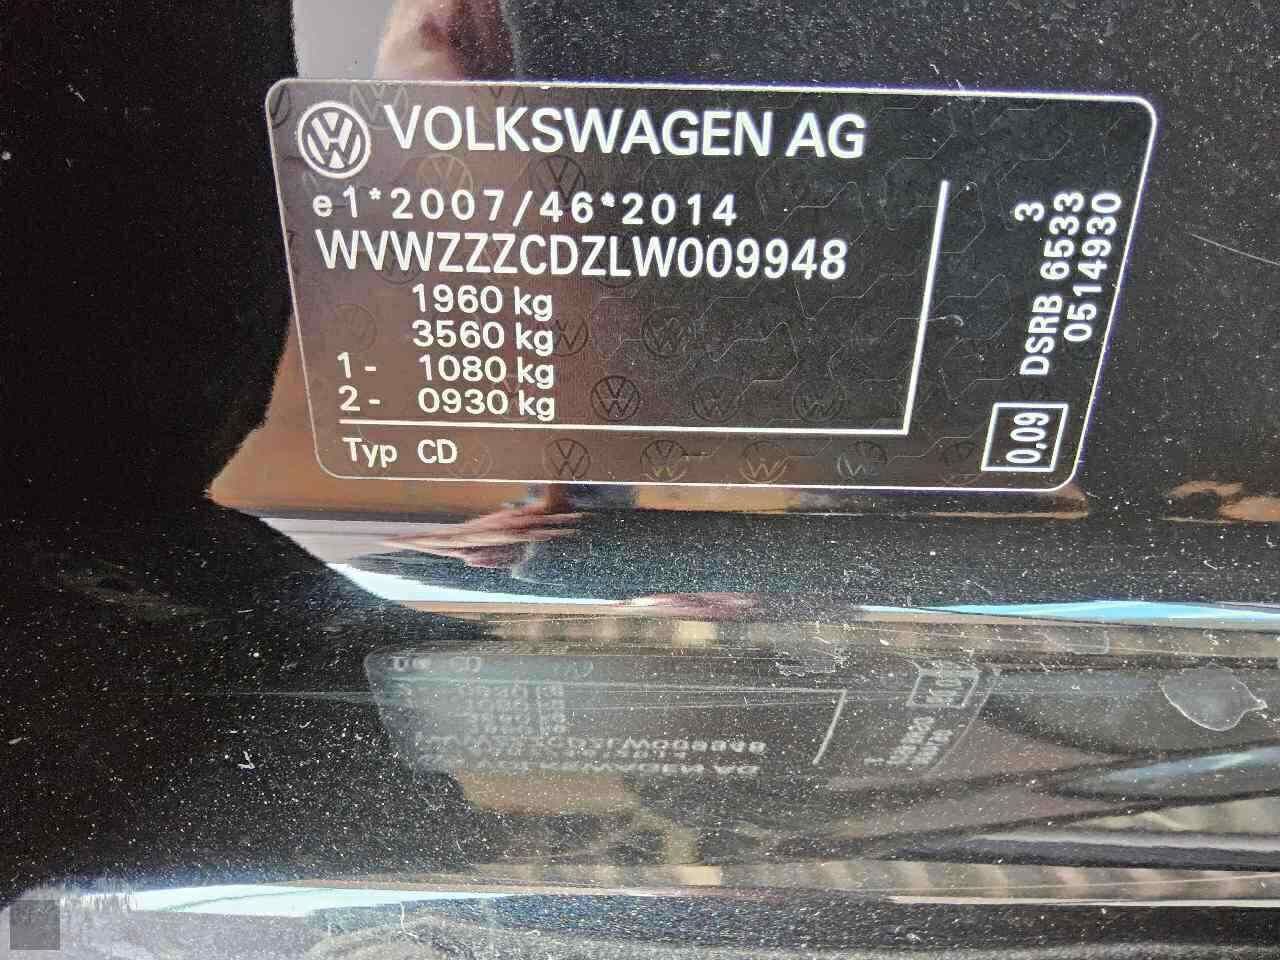 VOLKSWAGEN AG
e1*2007/46*2014
WVWZZZCDZLW009948
1960 kg
3560 kg
1- 1080 kg
2- 0930 kg
Typ CD
3
DSRB 6533
0514930
0,09